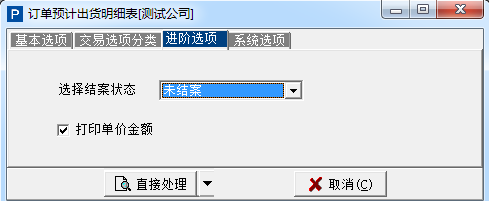 订单预计出货明细表[测试公司]
基本选项 交易选项分类 进阶选项 系统选项
选择结案状态 未结案
打印单价金额
直接处理 取消(C)